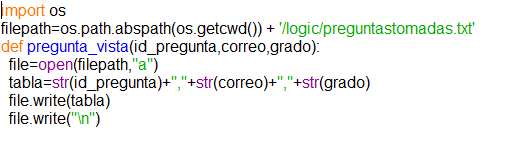 import os
filepath=os.path.abspath(os.getcwd()) + '/logic/preguntastomadas.txt'
def pregunta_vista(id_pregunta,correo,grado):
  file=open(filepath,"a")
  tabla=str(id_pregunta)+","+str(correo)+","+str(grado)
  file.write(tabla)
  file.write("\n")